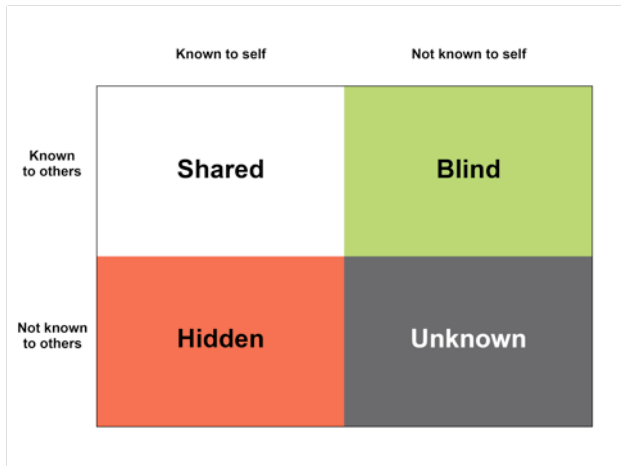 Known to self
Not known to self
Known
to others
Shared
Blind
Not known
to others
Hidden
Unknown